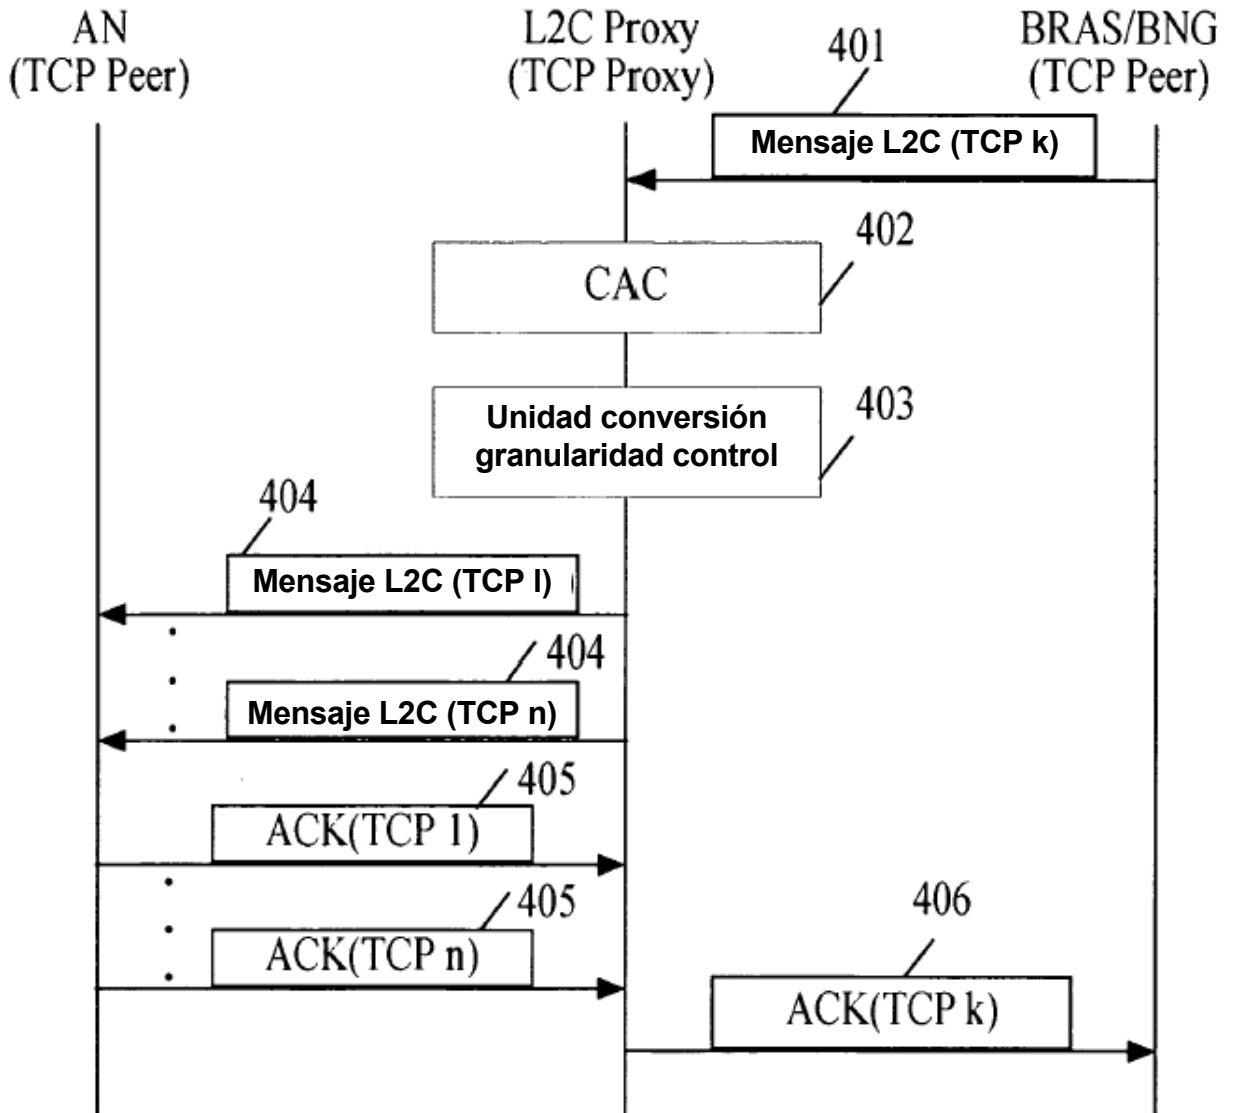 AN
(TCP Peer)
L2C Proxy
(TCP Proxy)
BRAS/BNG
(TCP Peer)
401
Mensaje L2C (TCP k)
402
CAC
403
Unidad conversión
granularidad control
404
Mensaje L2C (TCP l)
404
Mensaje L2C (TCP n)
405
ACK(TCP 1)
405
ACK(TCP n)
406
ACK(TCP k)